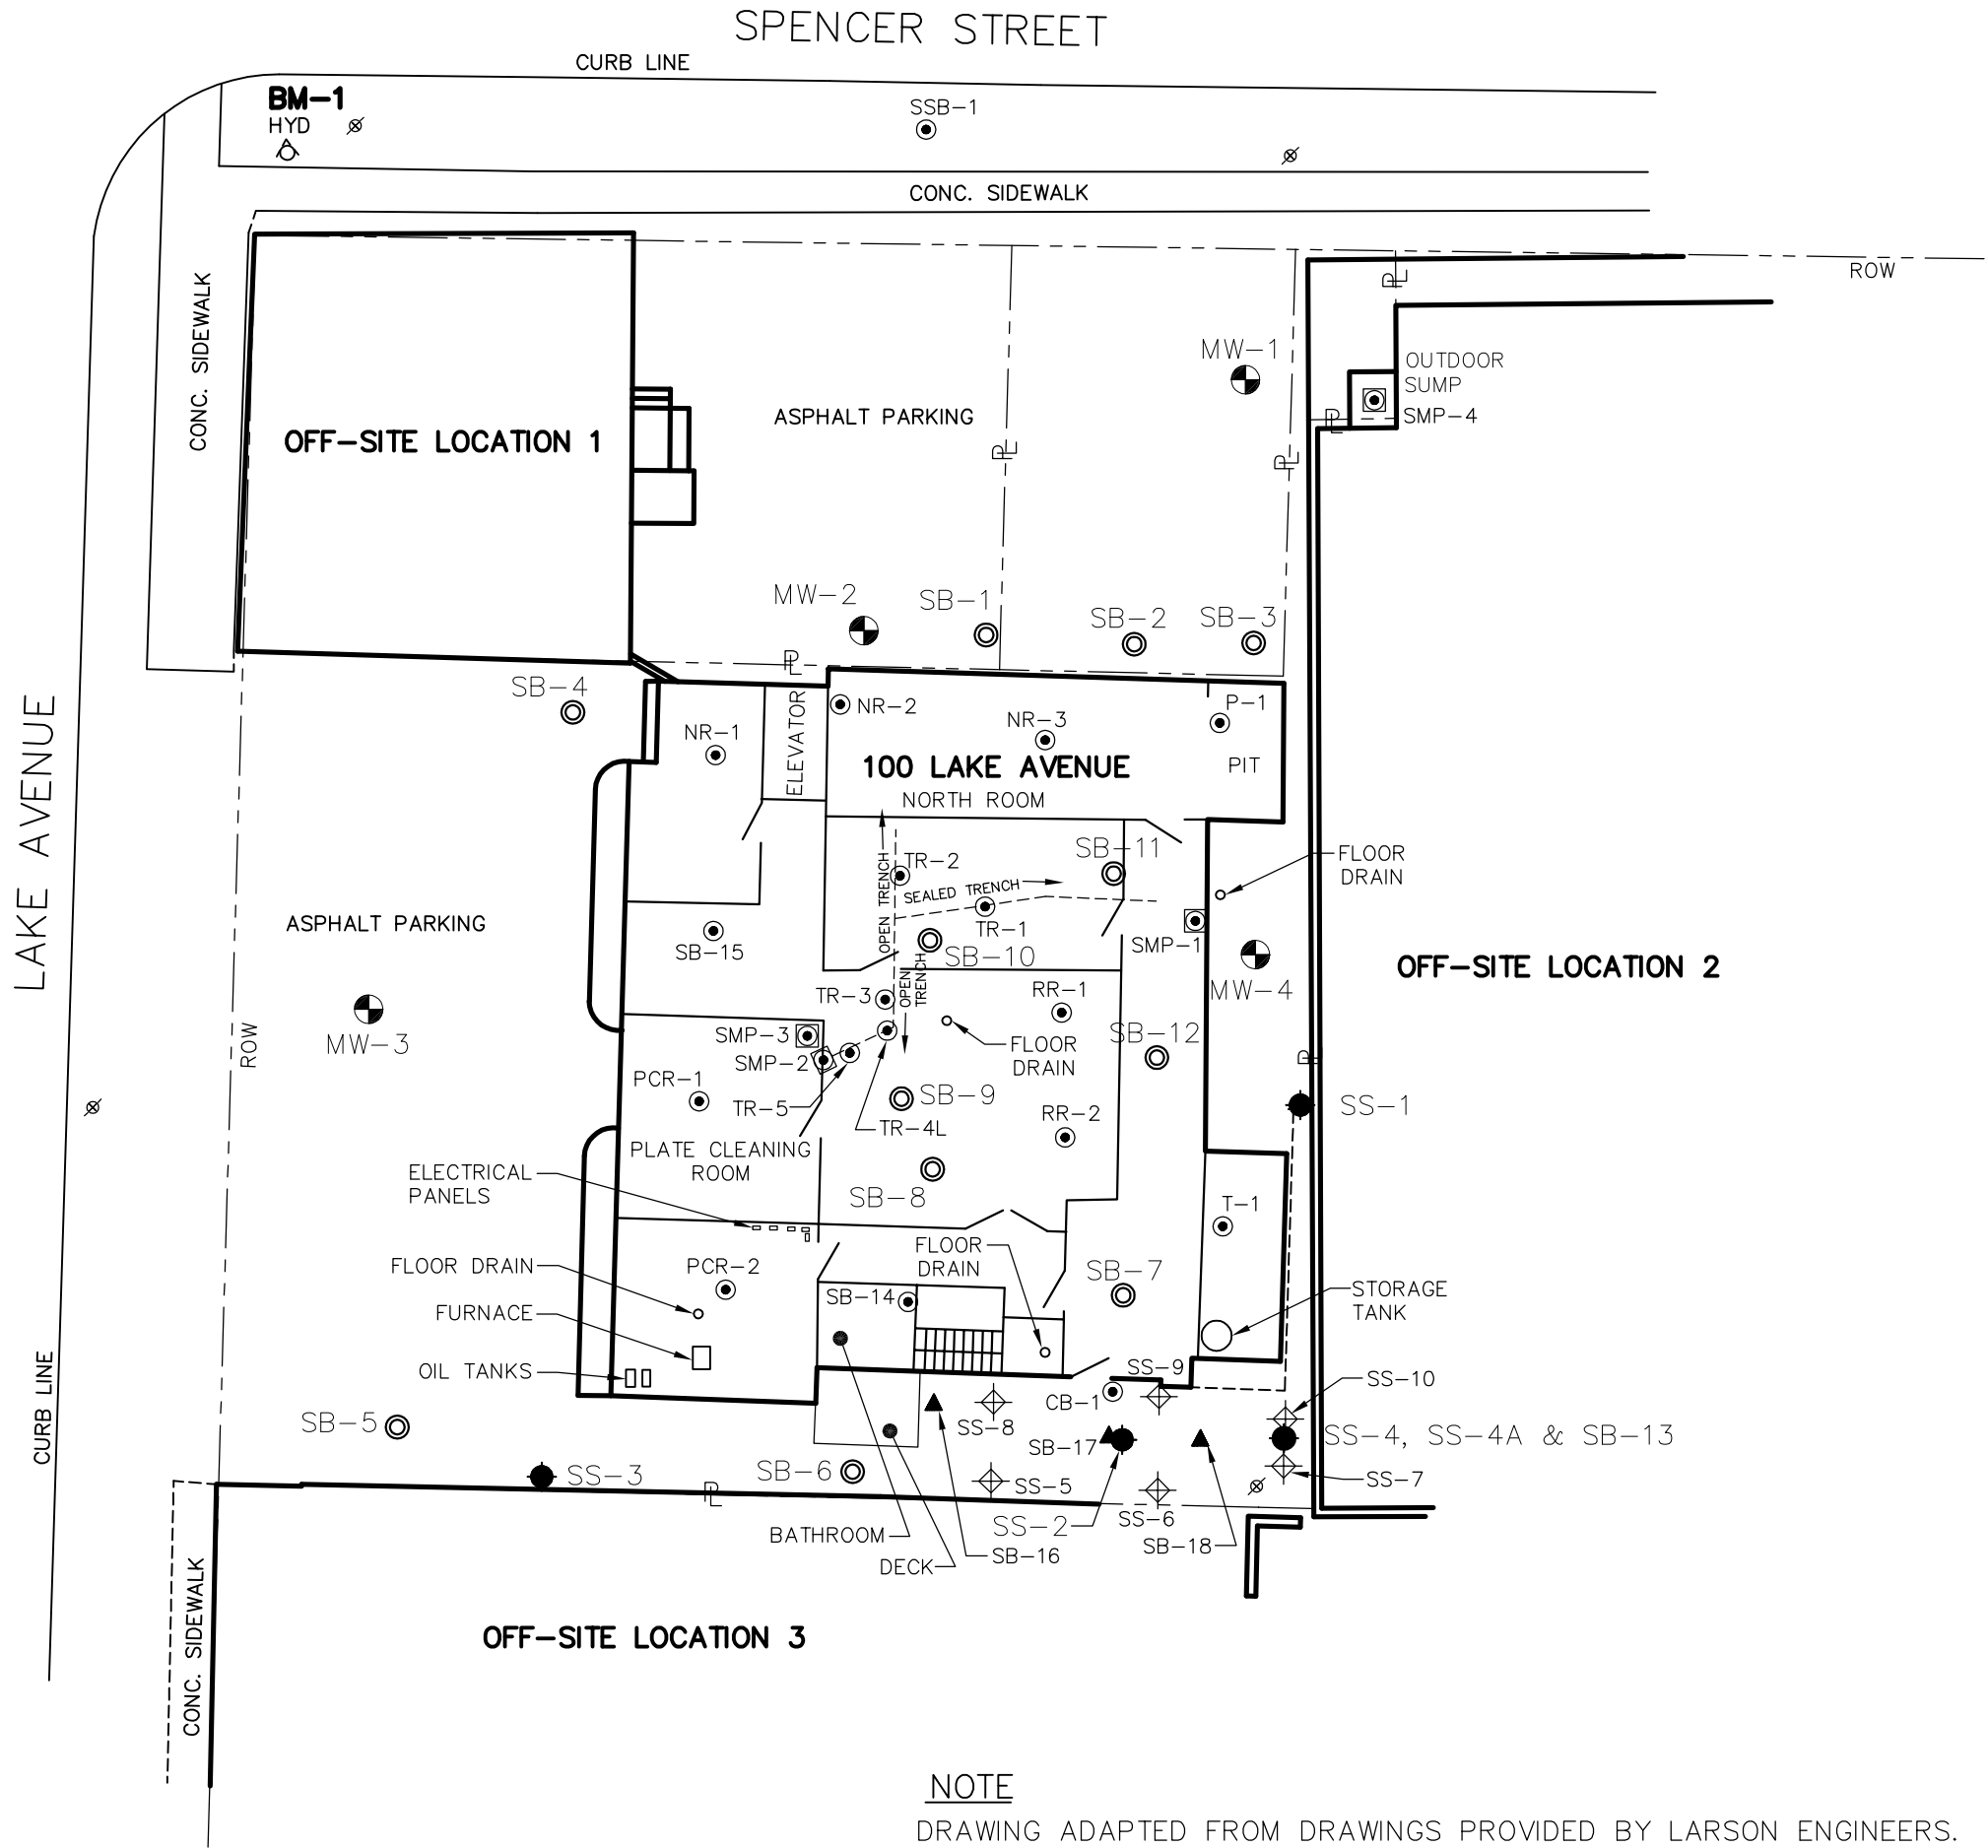 SPENCER STREET
CURB LINE
BM-1
HYD
SSB-1
CONC. SIDEWALK
ROW
CONC. SIDEWALK
MW-1
OUTDOOR
SUMP
SMP-4
PL
PL
PL
PL
ASPHALT PARKING
OFF-SITE LOCATION 1
MW-2
SB-1
SB-2
SB-3
PL
SB-4
LAKE AVENUE
NR-1
ELEVATOR
NR-2
NR-3
P-1
100 LAKE AVENUE
PIT
NORTH ROOM
SB-11
FLOOR
DRAIN
TR-2
OPEN TRENCH
SEALED TRENCH
TR-1
ASPHALT PARKING
SB-15
SMP-1
SB-10
OPEN
TRENCH
OFF-SITE LOCATION 2
MW-4
TR-3
RR-1
MW-3
ROW
SMP-3
SB-12
SMP-2
FLOOR
DRAIN
PL
PCR-1
SB-9
TR-5
SS-1
RR-2
TR-4L
PLATE CLEANING
ROOM
ELECTRICAL
PANELS
SB-8
T-1
FLOOR
DRAIN
FLOOR DRAIN
PCR-2
SB-7
SB-14
STORAGE
TANK
FURNACE
OIL TANKS
SS-9
SS-10
CURB LINE
CB-1
SB-5
SS-8
SB-17
SS-4, SS-4A & SB-13
SS-3
SB-6
SS-5
SS-7
PL
SS-6
SS-2
BATHROOM
SB-18
SB-16
DECK
CONC. SIDEWALK
OFF-SITE LOCATION 3
NOTE
DRAWING ADAPTED FROM DRAWINGS PROVIDED BY LARSON ENGINEERS.